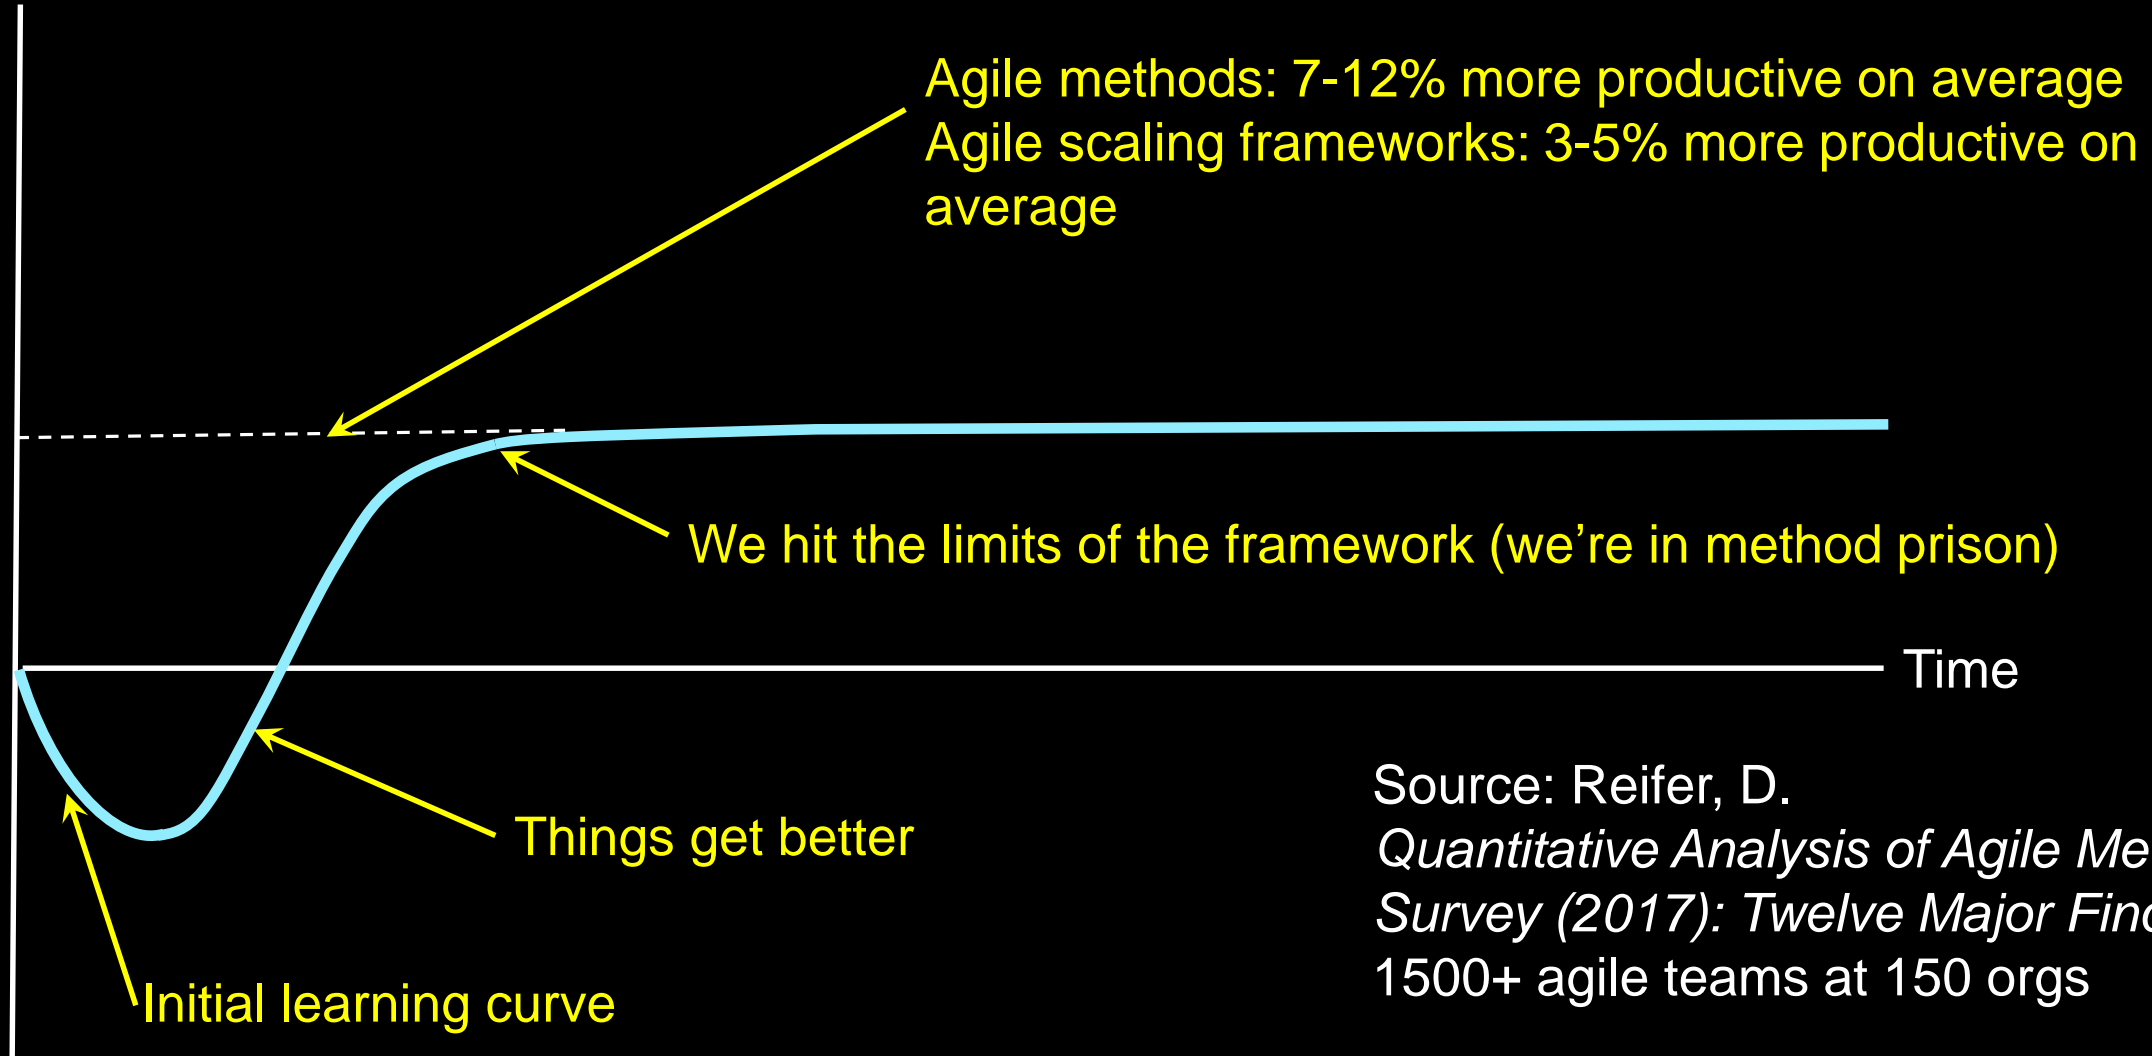 Agile methods: 7-12% more productive on average
Agile scaling frameworks: 3-5% more productive on
average
We hit the limits of the framework (we’re in method prison)
Time
Things get better
Source: Reifer, D.
Quantitative Analysis of Agile
Survey (2017): Twelve Major
1500+ agile teams at 150 orgs
Initial learning curve